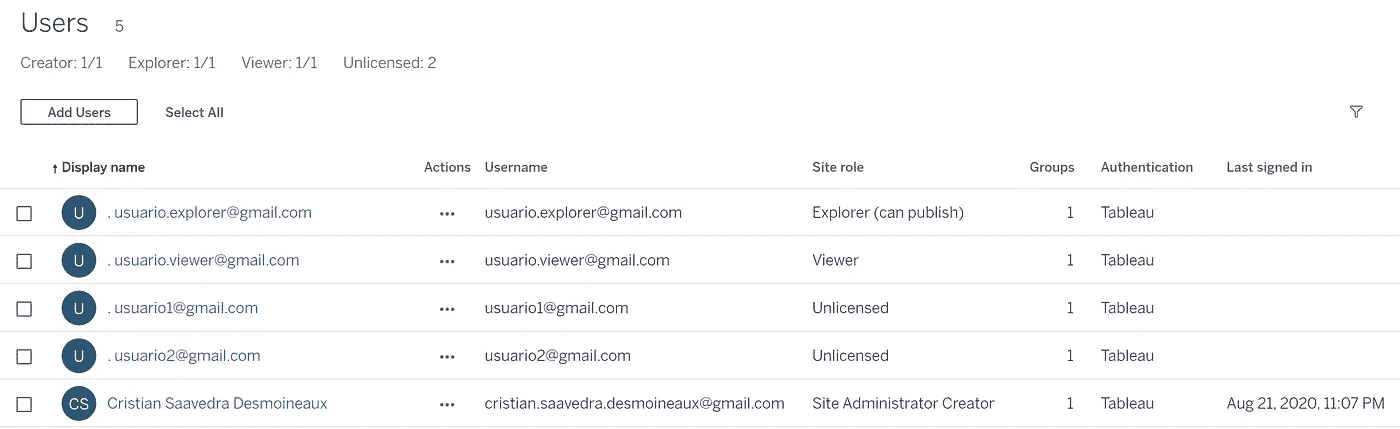 Users 5
Creator: 1/1 Explorer: 1/1 Viewer: 1/1 Unlicensed: 2
Add Users Select All
↑ Display name Actions Username Site role Groups Authentication Last signed in
U . usuario.explorer@gmail.com ••• usuario.explorer@gmail.com Explorer (can publish) 1 Tableau
U . usuario.viewer@gmail.com ••• usuario.viewer@gmail.com Viewer 1 Tableau
U . usuario1@gmail.com ••• usuario1@gmail.com Unlicensed 1 Tableau
U . usuario2@gmail.com ••• usuario2@gmail.com Unlicensed 1 Tableau
CS Cristian Saavedra Desmoineaux ••• cristian.saavedra.desmoineaux@gmail.com Site Administrator Creator 1 Tableau Aug 21, 2020, 11:07 PM